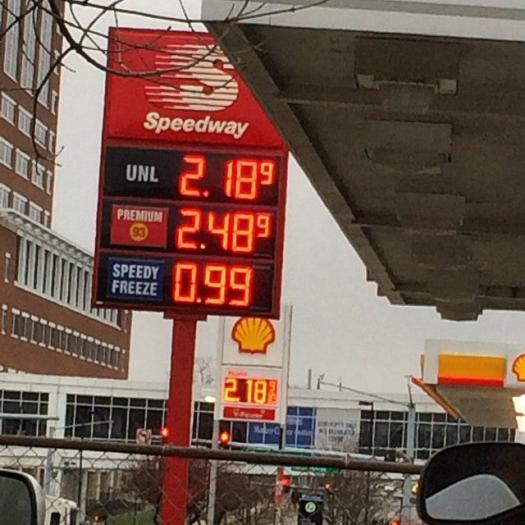 Speedway
UNL 2.18 9
PREMIUM
93
2.48 9
SPEEDY
FREEZE
0.99
2.18 9